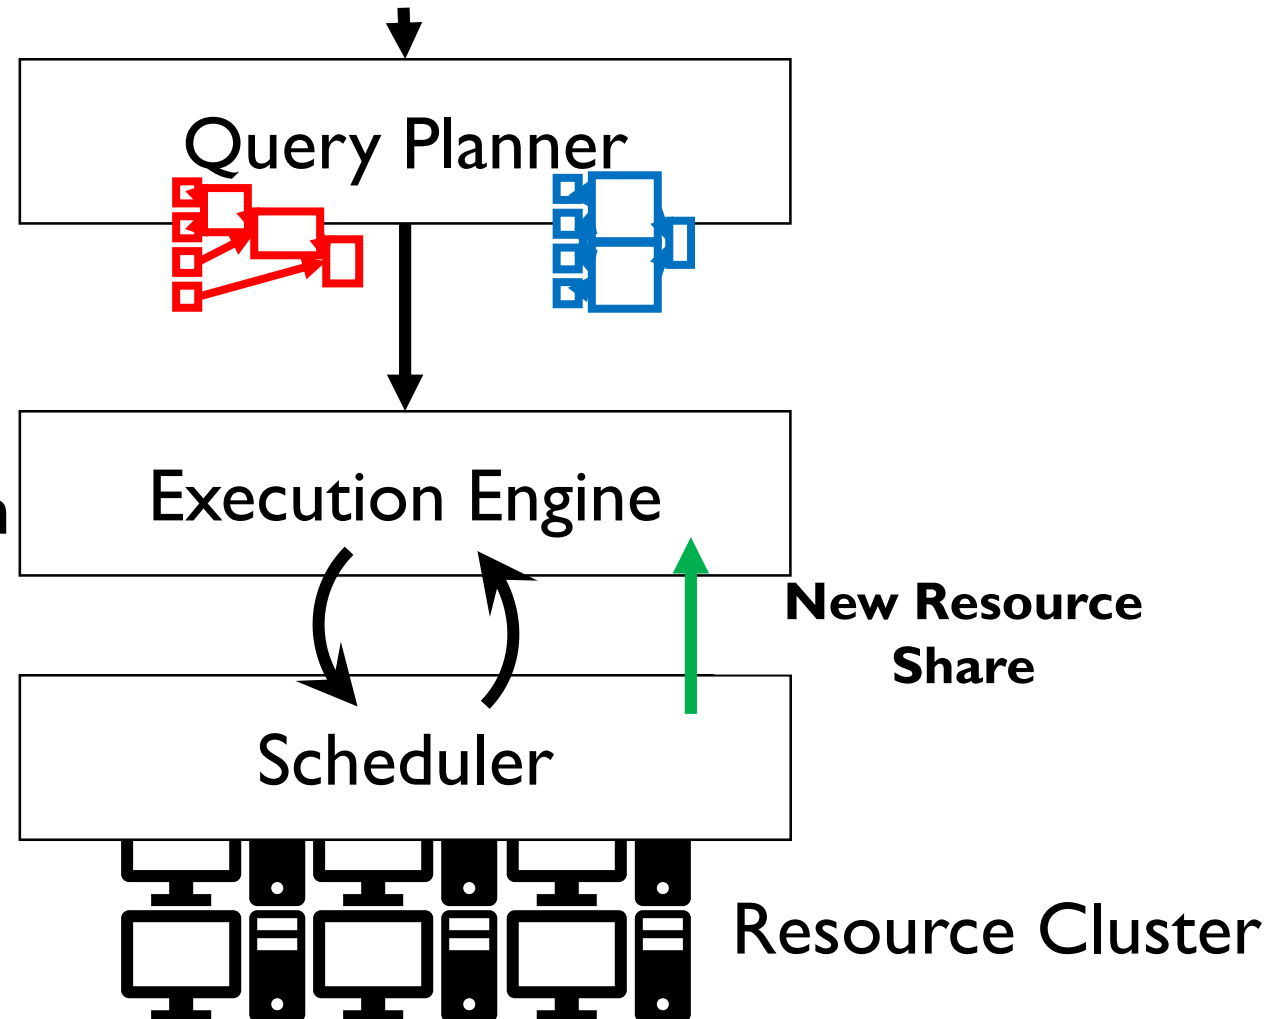 Query Planner
Execution Engine
New Resource
Share
Scheduler
Resource Cluster